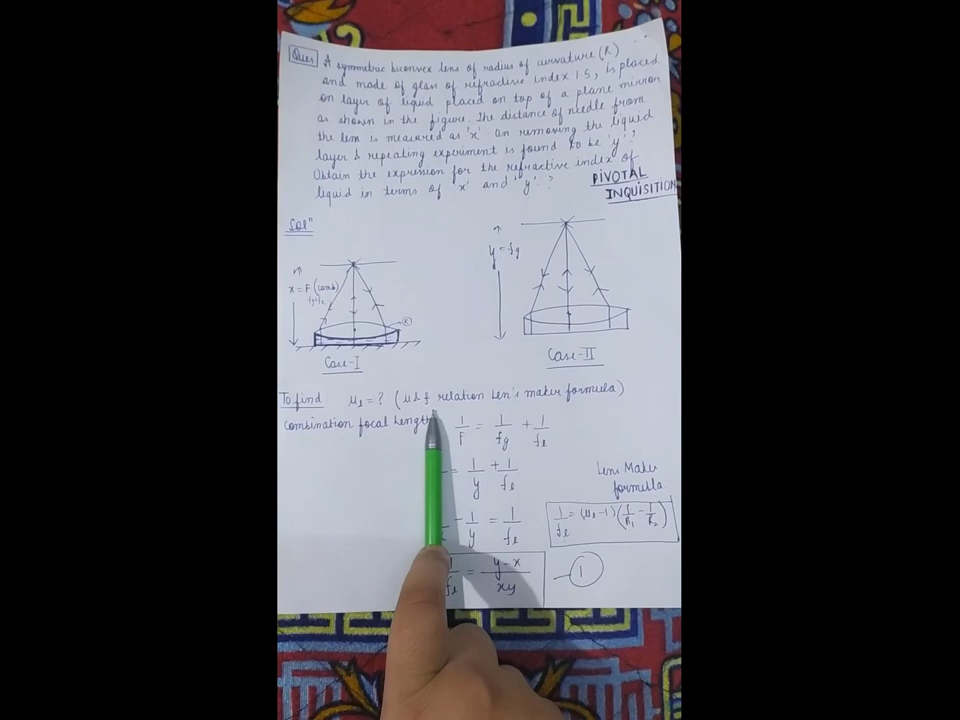 Ques A symmetric biconvex lens of radius of curvature (R)
and made of glass of refractive index 1.5, is placed
on layer of liquid placed on top of a plane mirror
as shown in the figure. The distance of needle from
the lens is measured as 'x'. On removing the liquid
layer & repeating experiment is found to be 'y'?
Obtain the expression for the refractive index of
liquid in terms of 'x' and 'y'.?
PIVOTAL
INQUISITION
Solⁿ
x = F (comb)
y = fg
Case-I
Case-II
To find: μl = ? (μ & f relation Len's maker formula)
combination focal Length
1/F = 1/fg + 1/fl
= 1/y + 1/fl
- 1/y = 1/fl
1/fl = y-x/xy - 1
Lens Maker
formula
1/fl = (μl-1)(1/R1 - 1/R2)